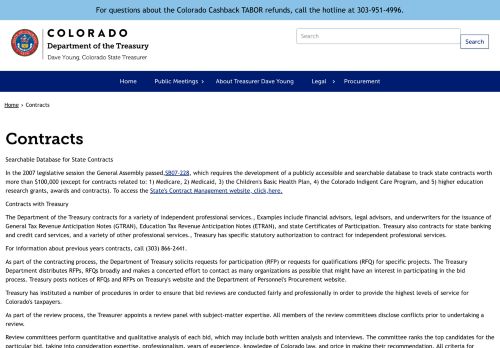 For questions about the Colorado Cashback TABOR refunds, call the hotline at 303-951-4996.
COLORADO
Department of the Treasury
Dave Young, Colorado State Treasurer
Search
Search
Home
Public Meetings
About Treasurer Dave Young
Legal
Procurement
Home > Contracts
Contracts
Searchable Database for State Contracts
In the 2007 legislative session the General Assembly passed,SB07-228, which requires the development of a publicly accessible and searchable database to track state contracts worth
more than $100,000 (except for contracts related to: 1) Medicare, 2) Medicaid, 3) the Children's Basic Health Plan, 4) the Colorado Indigent Care Program, and 5) higher education
research grants, awards and contracts). To access the State's Contract Management website, click,here.
Contracts with Treasury
The Department of the Treasury contracts for a variety of independent professional services., Examples include financial advisors, legal advisors, and underwriters for the issuance of
General Tax Revenue Anticipation Notes (GTRAN), Education Tax Revenue Anticipation Notes (ETRAN), and state Certificates of Participation. Treasury also contracts for state banking
and credit card services, and a variety of other professional services., Treasury has specific statutory authorization to contract for independent professional services.
For information about previous years contracts, call (303) 866-2441.
As part of the contracting process, the Department of Treasury solicits requests for participation (RFP) or requests for qualifications (RFQ) for specific projects. The Treasury
Department distributes RFPs, RFQs broadly and makes a concerted effort to contact as many organizations as possible that might have an interest in participating in the bid
process. Treasury posts notices of RFQs and RFPs on Treasury's website and the Department of Personnel's Procurement website.
Treasury has instituted a number of procedures in order to ensure that bid reviews are conducted fairly and professionally in order to provide the highest levels of service for
Colorado's taxpayers.
As part of the review process, the Treasurer appoints a review panel with subject-matter expertise. All members of the review committees disclose conflicts prior to undertaking a
review.
Review committees perform quantitative and qualitative analysis of each bid, which may include both written analysis and interviews. The committee ranks the top candidates for the
particular bid, taking into consideration expertise, professionalism, years of experience, knowledge of Colorado law, and price in making their recommendation. All criteria for